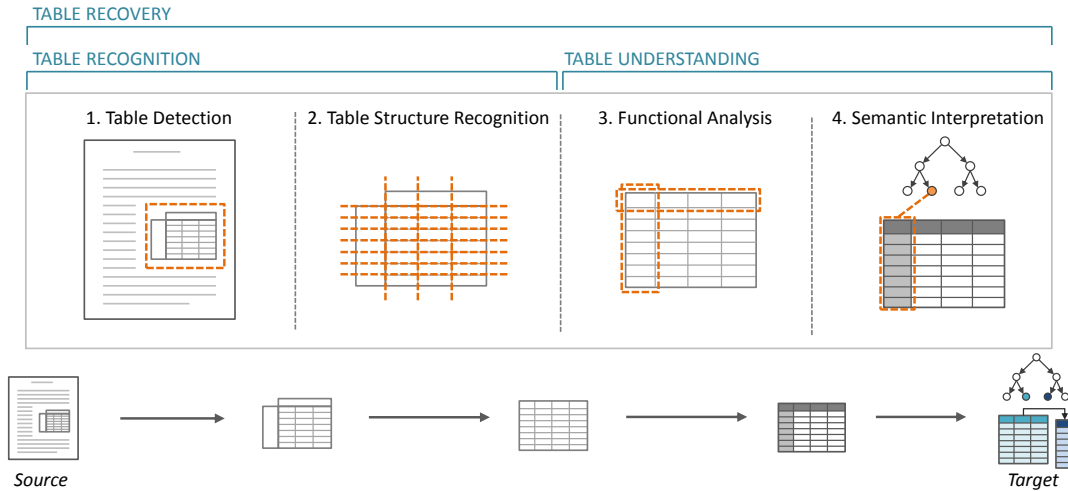 TABLE RECOVERY
TABLE RECOGNITION
TABLE UNDERSTANDING
1. Table Detection
2. Table Structure Recognition
3. Functional Analysis
4. Semantic Interpretation
Source
Target